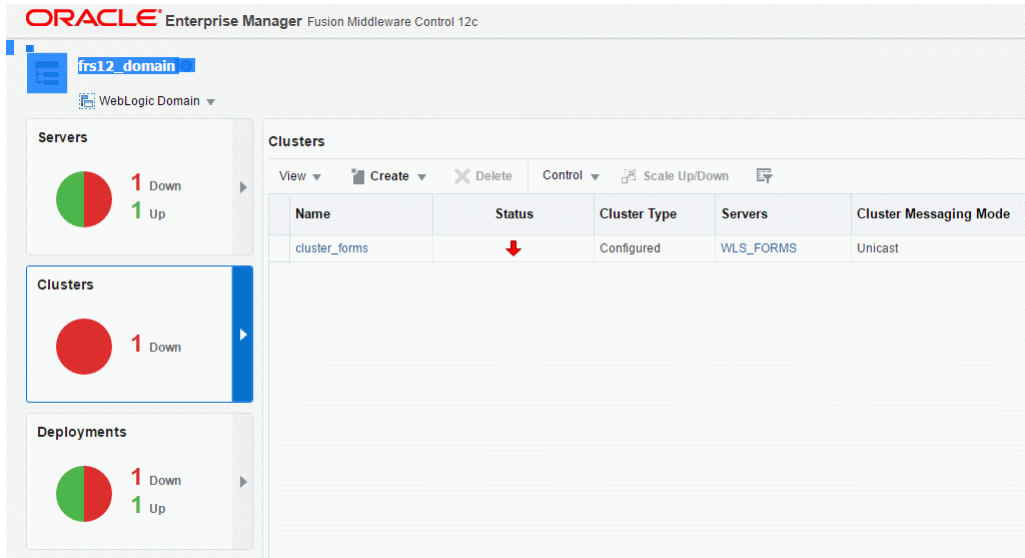 ORACLE Enterprise Manager Fusion Middleware Control 12c
frs12_domain
WebLogic Domain
Servers
1 Down
1 Up
Clusters
1 Down
Deployments
1 Down
1 Up
Clusters
View Create Delete Control Scale Up/Down
Name Status Cluster Type Servers Cluster Messaging Mode
cluster_forms Configured WLS_FORMS Unicast